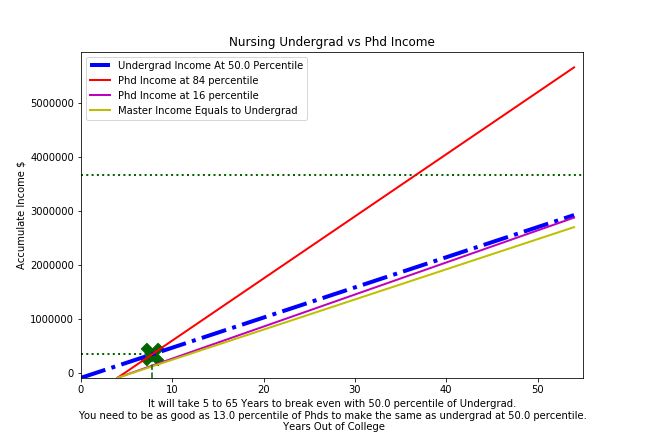 Nursing Undergrad vs Phd Income
Undergrad Income At 50.0 Percentile
Phd Income at 84 percentile
Phd Income at 16 percentile
Master Income Equals to Undergrad
Accumulate Income $
5000000
4000000
3000000
2000000
1000000
0
0 10 20 30 40 50
It will take 5 to 65 Years to break even with 50.0 percentile of Undergrad.
You need to be as good as 13.0 percentile of Phds to make the same as undergrad at 50.0 percentile.
Years Out of College